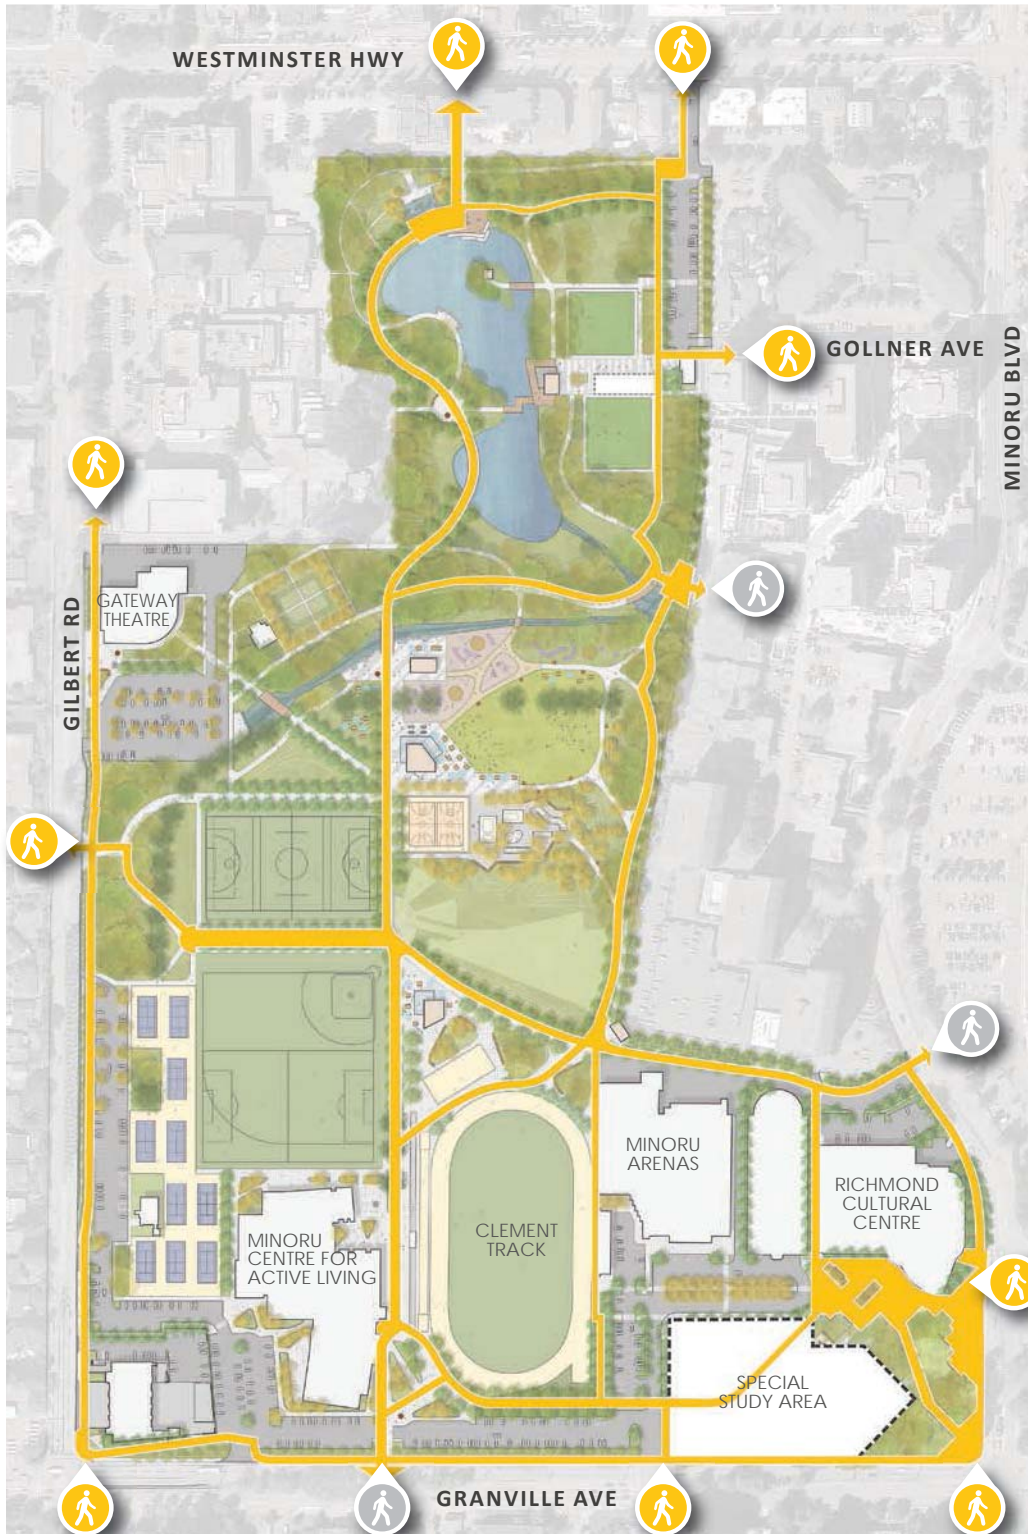 WESTMINSTER HWY
GOLLNER AVE
MINORU BLVD
GILBERT RD
GATEWAY
THEATRE
MINORU
ARENAS
RICHMOND
CULTURAL
CENTRE
MINORU
CENTRE FOR
ACTIVE LIVING
CLEMENT
TRACK
SPECIAL
STUDY AREA
GRANVILLE AVE